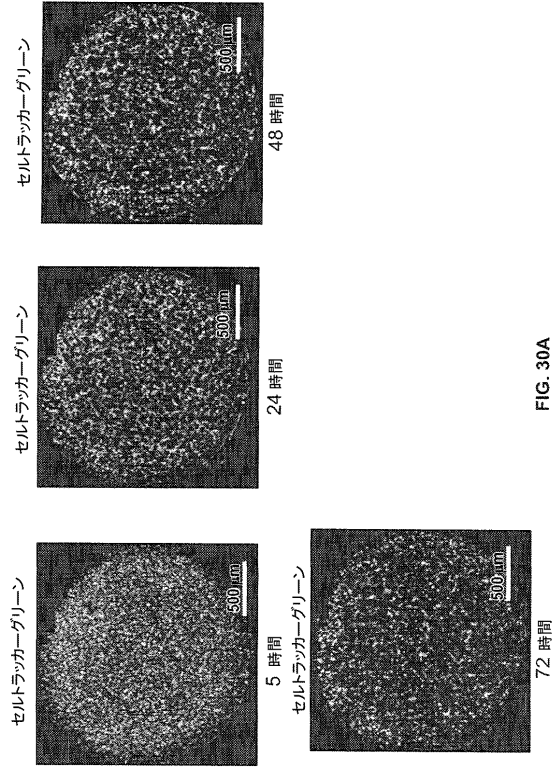 セルトラッカーグリーン
500 µm
5 時間
セルトラッカーグリーン
500 µm
24 時間
セルトラッカーグリーン
500 µm
48 時間
セルトラッカーグリーン
500 µm
72 時間
FIG. 30A